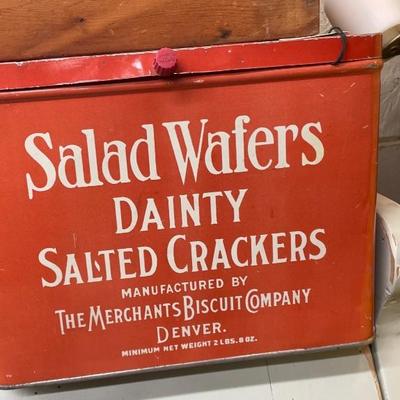 Salad Wafers
DAINTY
SALTED CRACKERS
MANUFACTURED BY
THE MERCHANTS BISCUIT COMPANY
DENVER.
MINIMUM NET WEIGHT 2 LBS. 8 OZ.